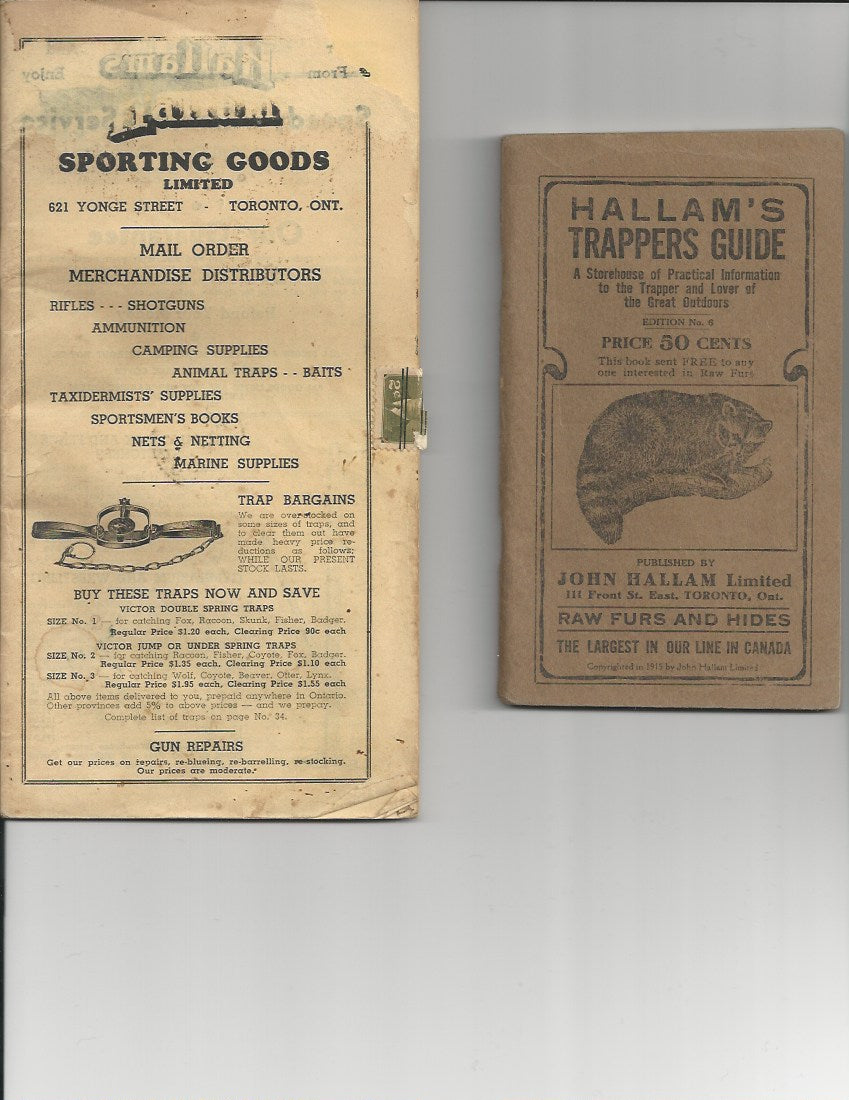 Hallam
SPORTING GOODS
LIMITED
621 YONGE STREET - TORONTO, ONT.
MAIL ORDER
MERCHANDISE DISTRIBUTORS
RIFLES - - - SHOTGUNS
AMMUNITION
CAMPING SUPPLIES
ANIMAL TRAPS - - BAITS
TAXIDERMISTS' SUPPLIES
SPORTSMEN'S BOOKS
NETS & NETTING
MARINE SUPPLIES
TRAP BARGAINS
We are overstocked on
some sizes of traps, and
to clear them out have
made heavy price re-
ductions as follows;
WHILE OUR PRESENT
STOCK LASTS.
BUY THESE TRAPS NOW AND SAVE
VICTOR DOUBLE SPRING TRAPS
SIZE No. 1 — for catching Fox, Racoon, Skunk, Fisher, Badger.
Regular Price $1.20 each, Clearing Price 90c each
VICTOR JUMP OR UNDER SPRING TRAPS
SIZE No. 2 — for catching Racoon, Fisher, Coyote, Fox, Badger.
Regular Price $1.35 each, Clearing Price $1.10 each
SIZE No. 3 — for catching Wolf, Coyote, Beaver, Otter, Lynx.
Regular Price $1.95 each, Clearing Price $1.55 each
All above items delivered to you, prepaid anywhere in Ontario.
Other provinces add 5% to above prices — and we prepay.
Complete list of traps on page No. 34.
GUN REPAIRS
Get our prices on repairs, re-blueing, re-barrelling, re-stocking.
Our prices are moderate.
2c
HALLAM'S
TRAPPERS GUIDE
A Storehouse of Practical Information
to the Trapper and Lover of
the Great Outdoors
EDITION No. 6
PRICE 50 CENTS
This book sent FREE to any
one interested in Raw Furs
PUBLISHED BY
JOHN HALLAM Limited
111 Front St. East. TORONTO, Ont.
RAW FURS AND HIDES
THE LARGEST IN OUR LINE IN CANADA
Copyrighted in 1915 by John Hallam Limited